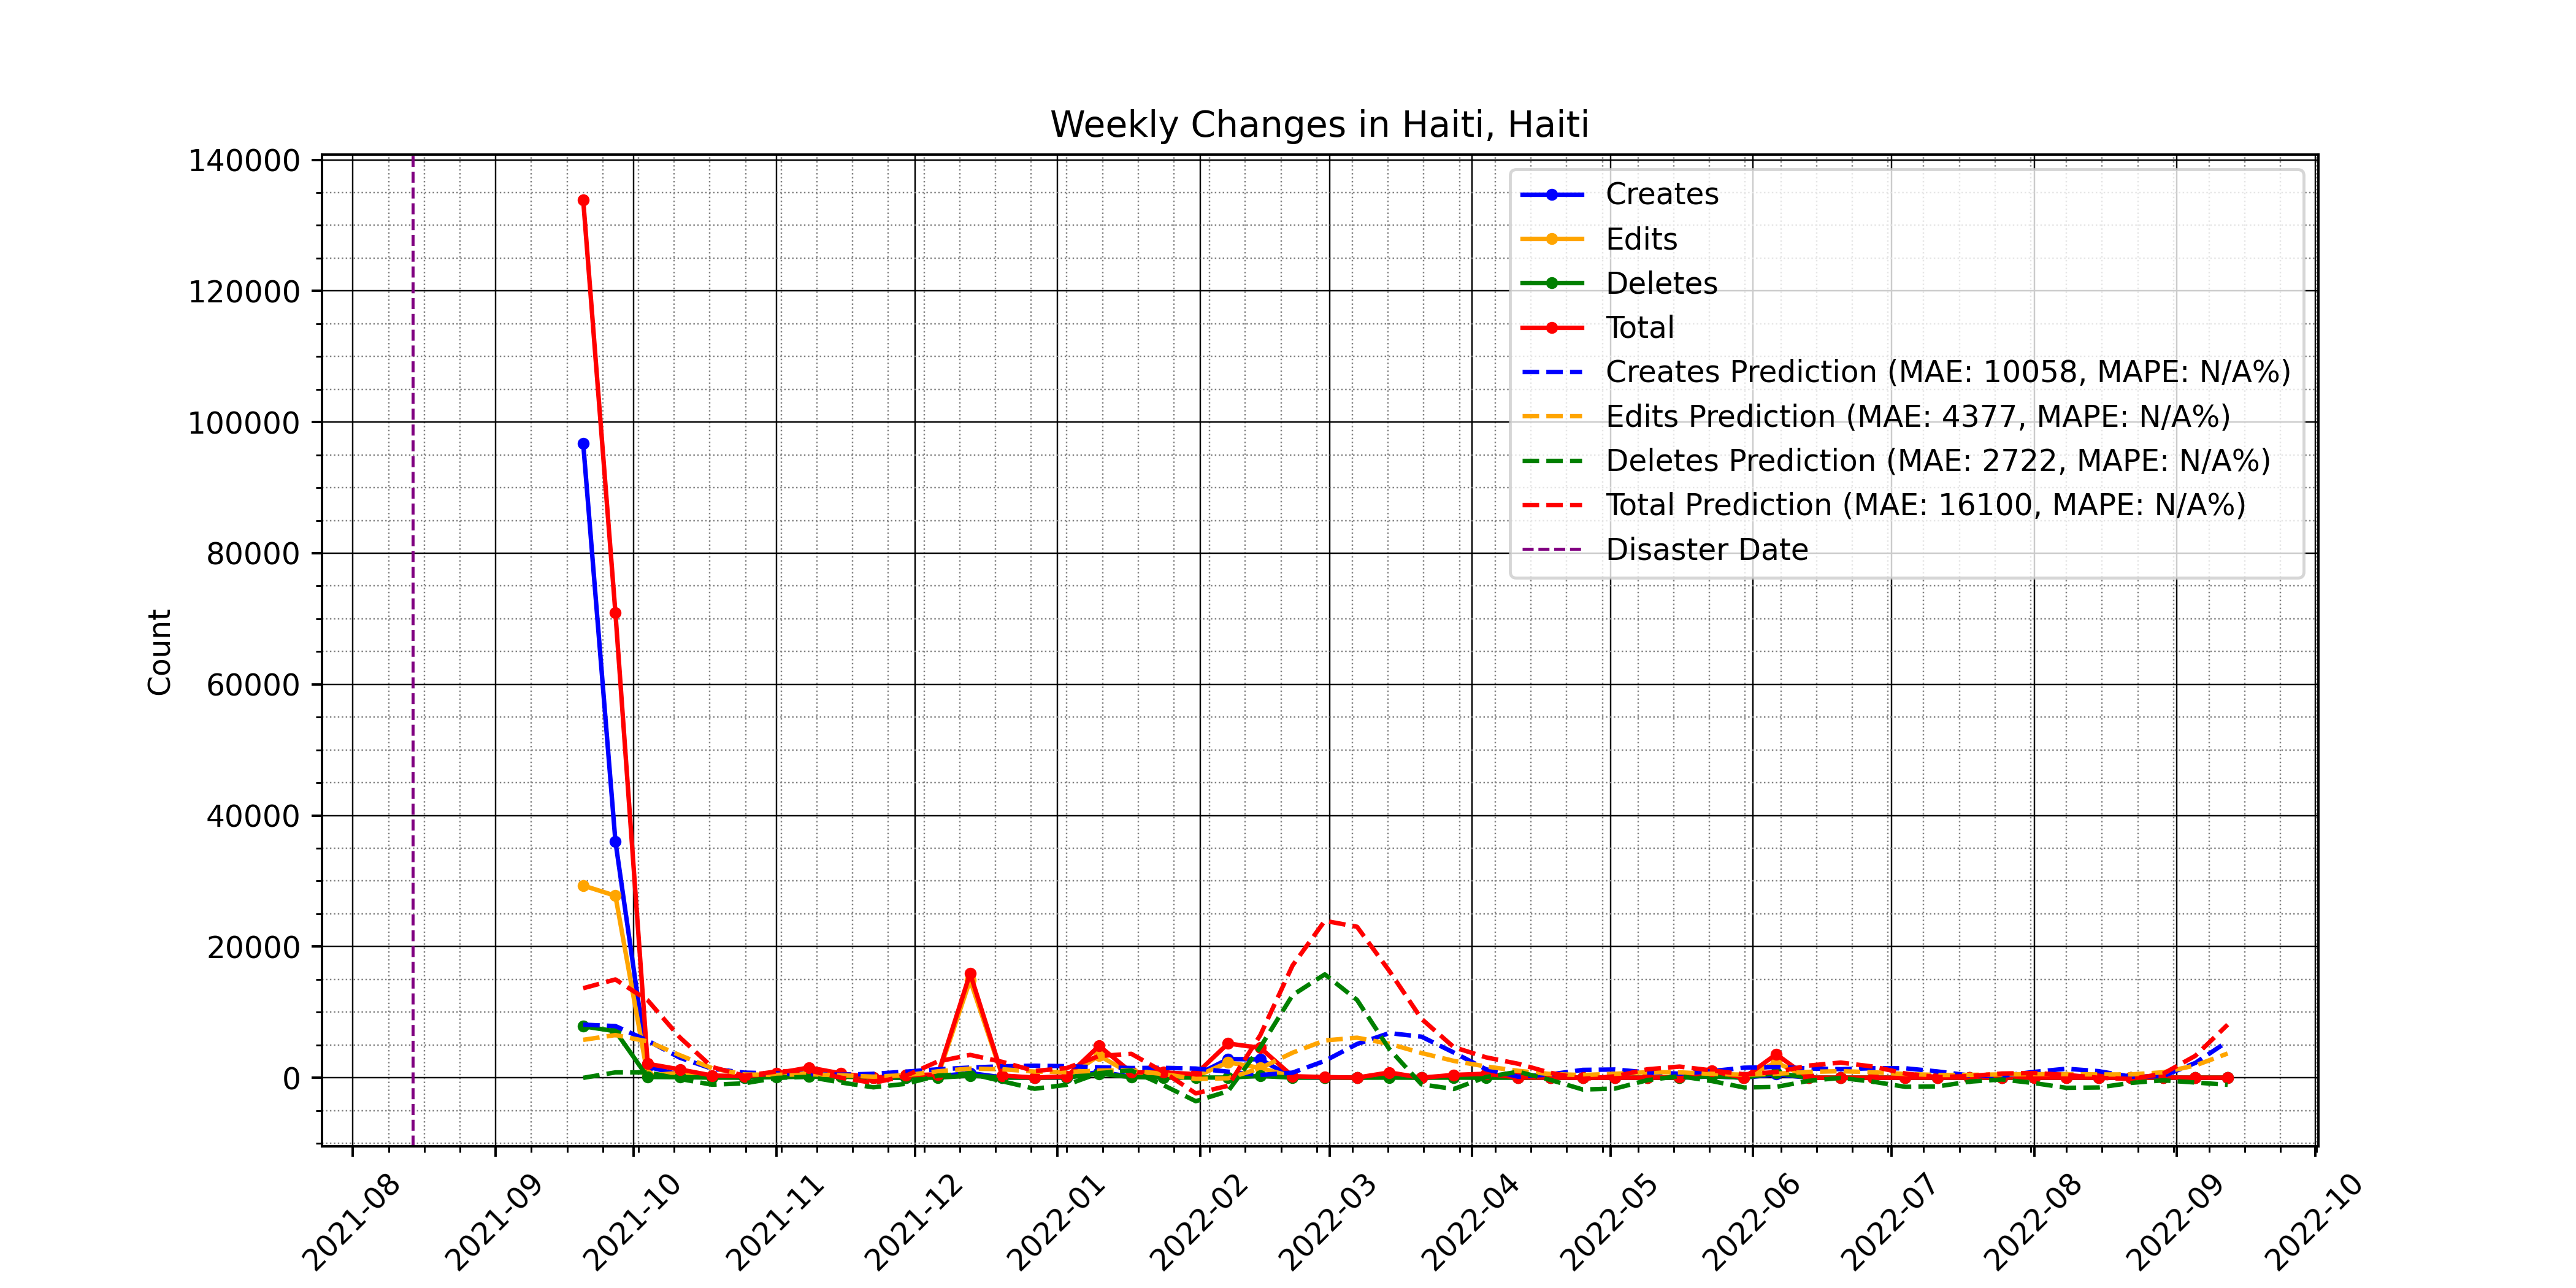 Weekly Changes in Haiti, Haiti
140000
120000
100000
80000
60000
40000
20000
0
Count
Creates
Edits
Deletes
Total
Creates Prediction (MAE: 10058, MAPE: N/A%)
Edits Prediction (MAE: 4377, MAPE: N/A%)
Deletes Prediction (MAE: 2722, MAPE: N/A%)
Total Prediction (MAE: 16100, MAPE: N/A%)
Disaster Date
2021-08
2021-09
2021-10
2021-11
2021-12
2022-01
2022-02
2022-03
2022-04
2022-05
2022-06
2022-07
2022-08
2022-09
2022-10